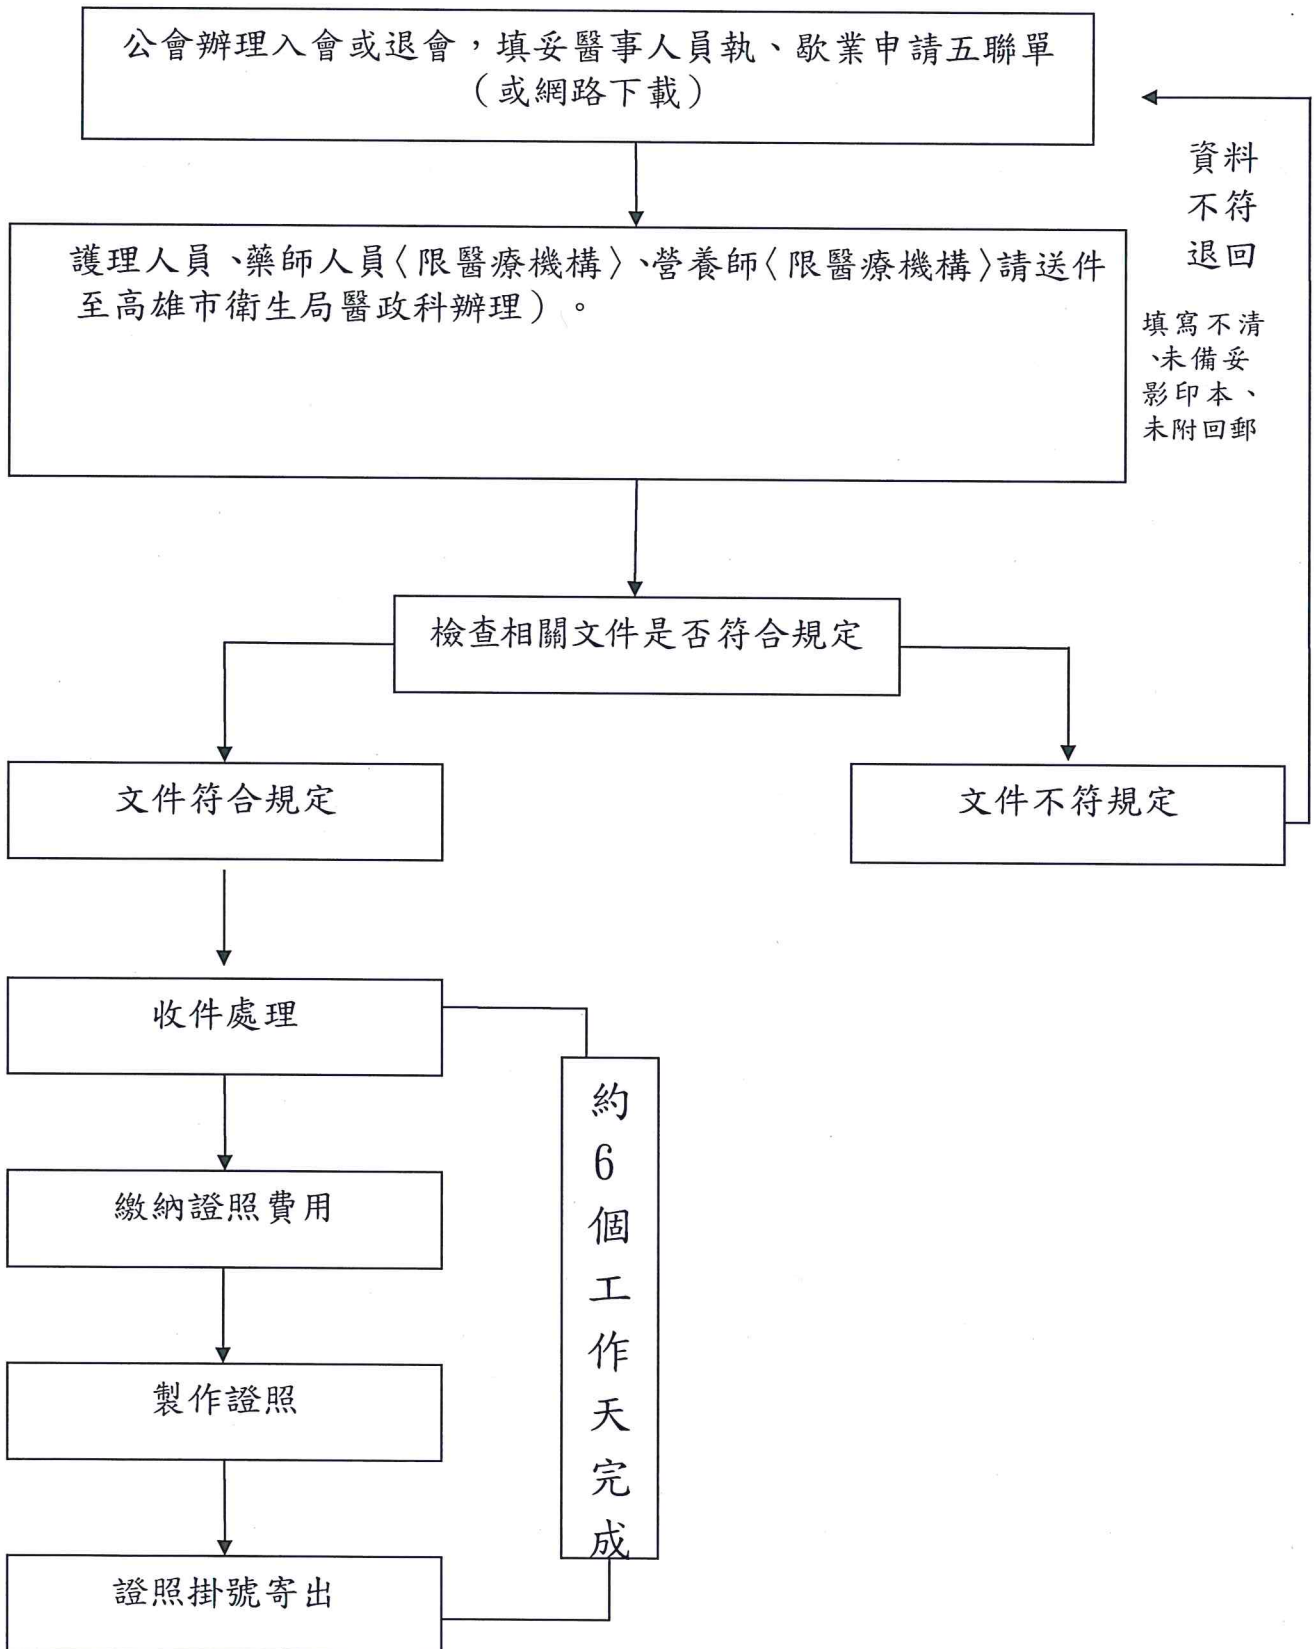 公會辦理入會或退會，填妥醫事人員執、歇業申請五聯單
（或網路下載）
資料
不符
退回
填寫不清
、未備妥
影印本、
未附回郵
護理人員、藥師人員〈限醫療機構〉、營養師〈限醫療機構〉請送件
至高雄市衛生局醫政科辦理）。
檢查相關文件是否符合規定
文件符合規定
文件不符規定
收件處理
約
6
個
工
作
天
完
成
繳納證照費用
製作證照
證照掛號寄出